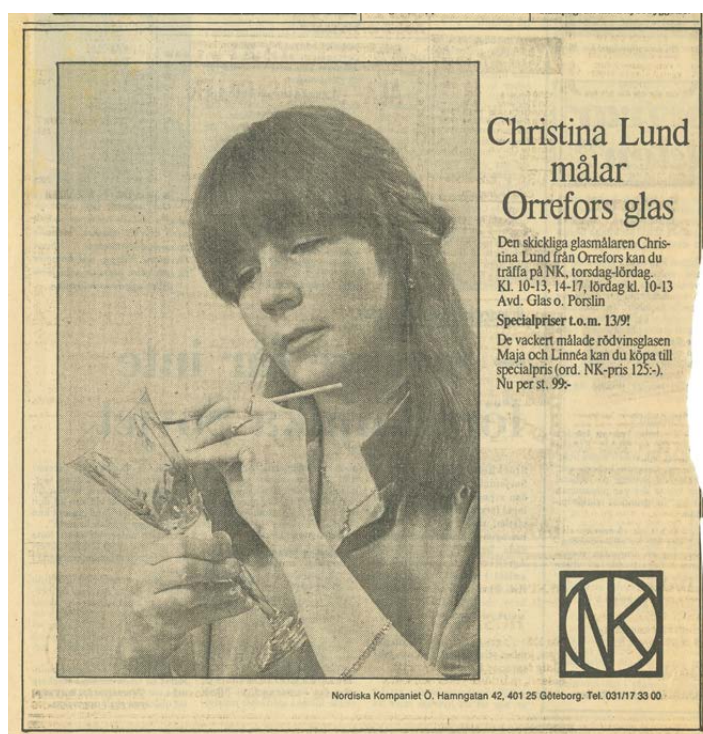 Christina Lund
målar
Orrefors glas
Den skickliga glasmålaren Chris-
tina Lund från Orrefors kan du
träffa på NK, torsdag-lördag.
Kl. 10-13, 14-17, lördag kl. 10-13
Avd. Glas o. Porslin
Specialpriser t.o.m. 13/9!
De vackert målade rödvinsglasen
Maja och Linnéa kan du köpa till
specialpris (ord. NK-pris 125:-).
Nu per st. 99:-
NK
Nordiska Kompaniet Ö. Hamngatan 42, 401 25 Göteborg. Tel. 031/17 33 00